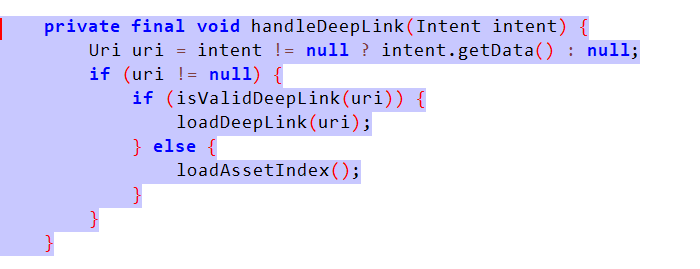 private final void handleDeepLink(Intent intent) {
Uri uri = intent != null ? intent.getData() : null;
if (uri != null) {
if (isValidDeepLink(uri)) {
loadDeepLink(uri);
} else {
loadAssetIndex();
}
}
}